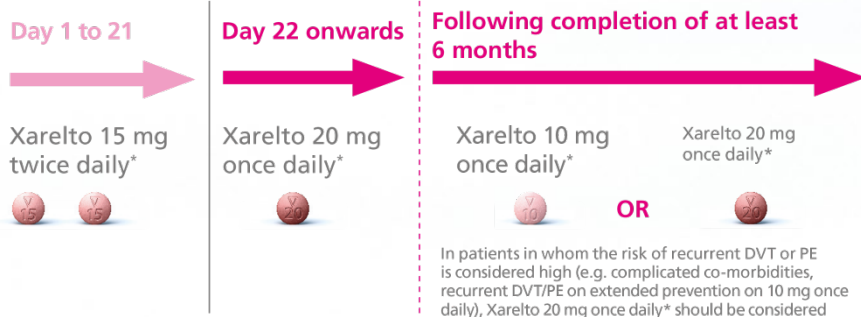 Day 1 to 21
Xarelto 15 mg
twice daily*
V
15
V
15
Day 22 onwards
Xarelto 20 mg
once daily*
V
20
Following completion of at least
6 months
Xarelto 10 mg
once daily*
V
10
OR
Xarelto 20 mg
once daily*
V
20
In patients in whom the risk of recurrent DVT or PE
is considered high (e.g. complicated co-morbidities,
recurrent DVT/PE on extended prevention on 10 mg once
daily), Xarelto 20 mg once daily* should be considered